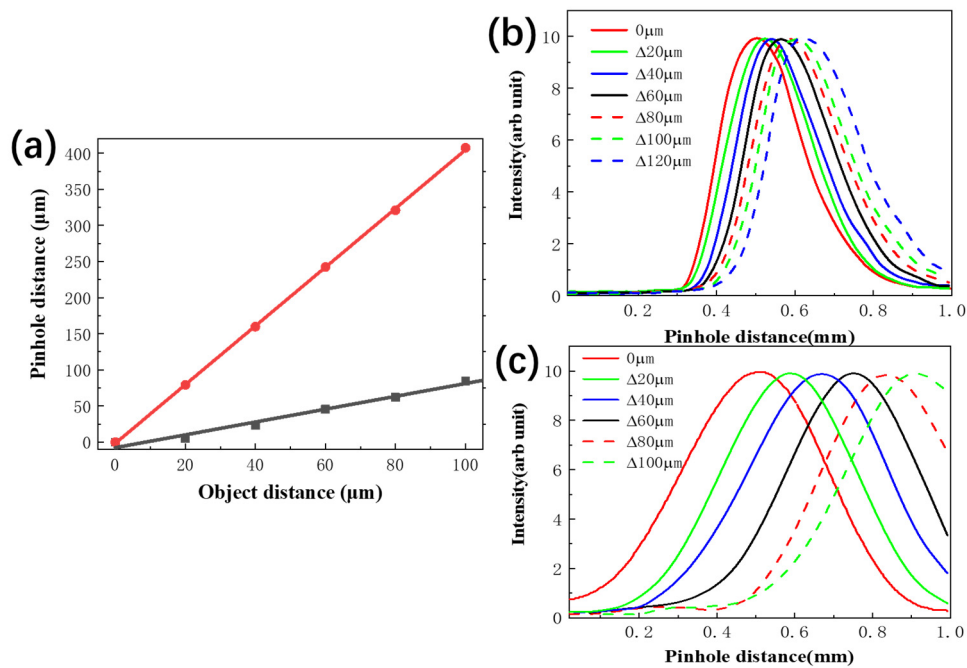 (a)
400
350
300
250
200
150
100
50
0
0
20
40
60
80
100
Pinhole distance (μm)
Object distance (μm)
(b)
0μm
Δ20μm
Δ40μm
Δ60μm
Δ80μm
Δ100μm
Δ120μm
10
8
6
4
2
0
0.2
0.4
0.6
0.8
1.0
Intensity(arb unit)
Pinhole distance(mm)
(c)
0μm
Δ20μm
Δ40μm
Δ60μm
Δ80μm
Δ100μm
10
8
6
4
2
0
0.2
0.4
0.6
0.8
1.0
Intensity(arb unit)
Pinhole distance(mm)